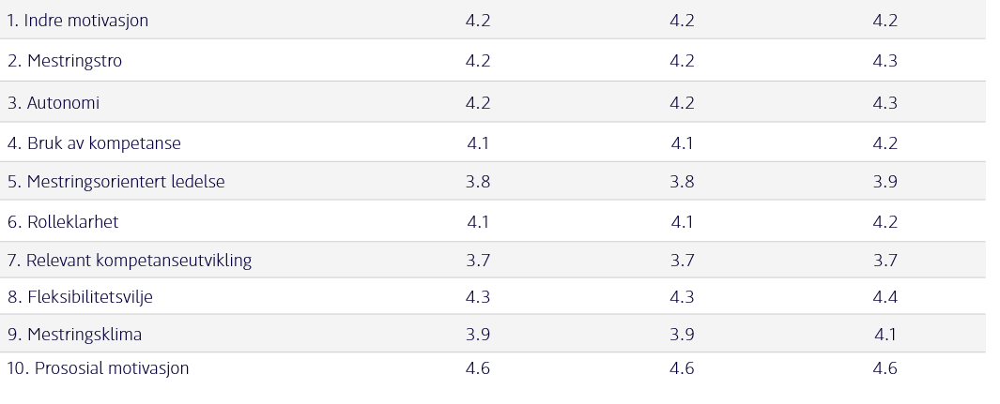 1. Indre motivasjon 4.2 4.2 4.2
2. Mestringstro 4.2 4.2 4.3
3. Autonomi 4.2 4.2 4.3
4. Bruk av kompetanse 4.1 4.1 4.2
5. Mestringsorientert ledelse 3.8 3.8 3.9
6. Rolleklarhet 4.1 4.1 4.2
7. Relevant kompetanseutvikling 3.7 3.7 3.7
8. Fleksibilitetsvilje 4.3 4.3 4.4
9. Mestringsklima 3.9 3.9 4.1
10. Prososial motivasjon 4.6 4.6 4.6